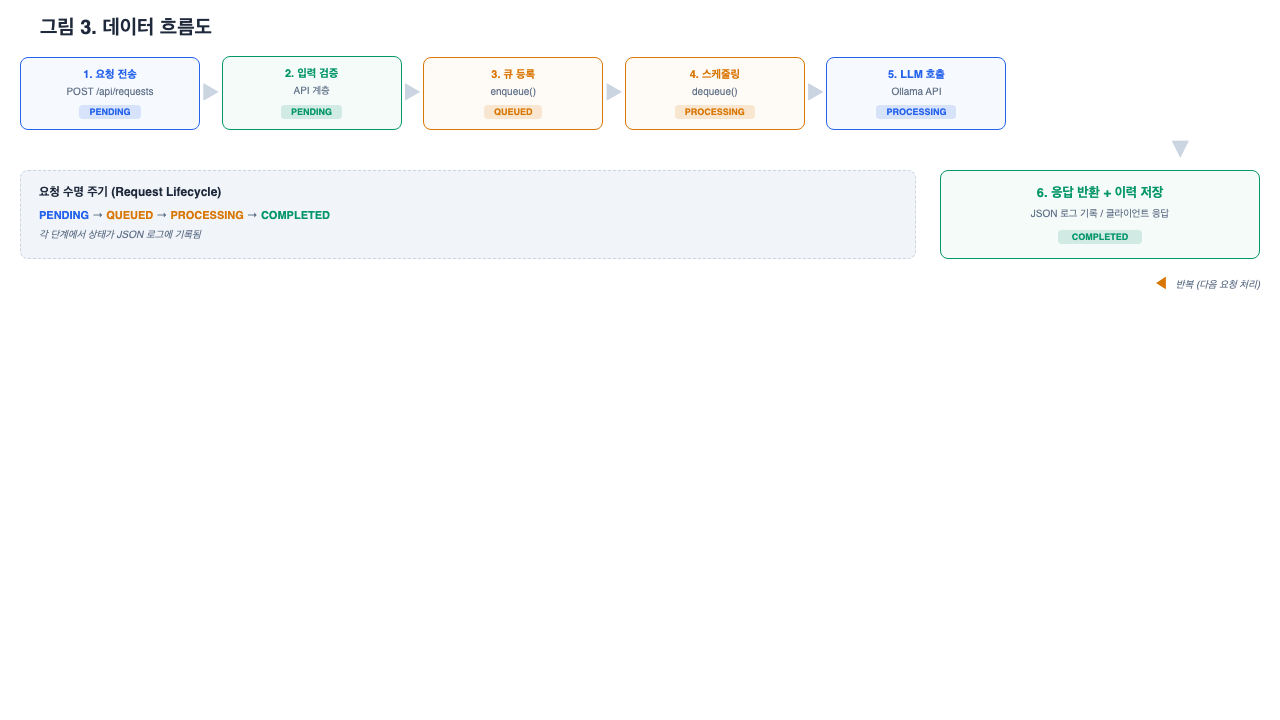 그림 3. 데이터 흐름도
1. 요청 전송
POST /api/requests
PENDING
2. 입력 검증
API 계층
PENDING
3. 큐 등록
enqueue()
QUEUED
4. 스케줄링
dequeue()
PROCESSING
5. LLM 호출
Ollama API
PROCESSING
요청 수명 주기 (Request Lifecycle)
PENDING → QUEUED → PROCESSING → COMPLETED
각 단계에서 상태가 JSON 로그에 기록됨
6. 응답 반환 + 이력 저장
JSON 로그 기록 / 클라이언트 응답
COMPLETED
반복 (다음 요청 처리)